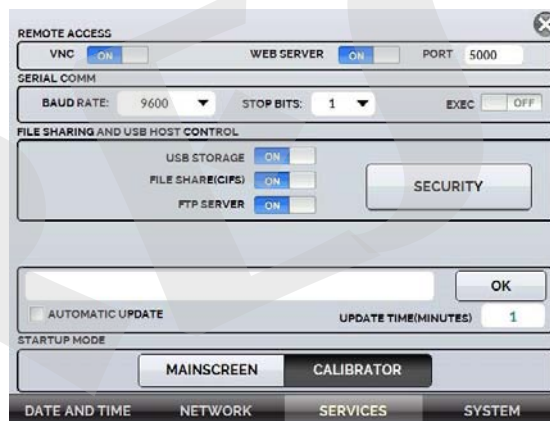 REMOTE ACCESS
VNC ON WEB SERVER ON PORT 5000
SERIAL COMM
BAUD RATE: 9600 STOP BITS: 1 EXEC OFF
FILE SHARING AND USB HOST CONTROL
USB STORAGE ON
FILE SHARE(CIFS) ON
FTP SERVER ON
SECURITY
OK
AUTOMATIC UPDATE UPDATE TIME(MINUTES) 1
STARTUP MODE
MAINSCREEN CALIBRATOR
DATE AND TIME NETWORK SERVICES SYSTEM